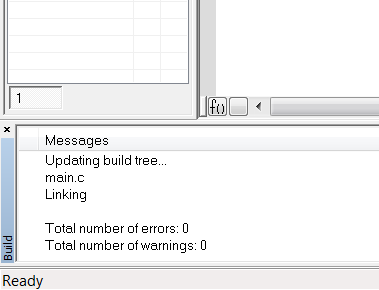 1
f()
Messages
Updating build tree...
main.c
Linking
Total number of errors: 0
Total number of warnings: 0
Build
Ready